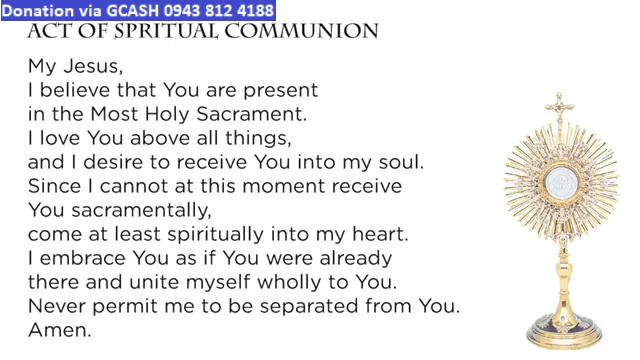 Donation via GCASH 0943 812 4188
ACT OF SPRITUAL COMMUNION
My Jesus,
I believe that You are present
in the Most Holy Sacrament.
I love You above all things,
and I desire to receive You into my soul.
Since I cannot at this moment receive
You sacramentally,
come at least spiritually into my heart.
I embrace You as if You were already
there and unite myself wholly to You.
Never permit me to be separated from You.
Amen.